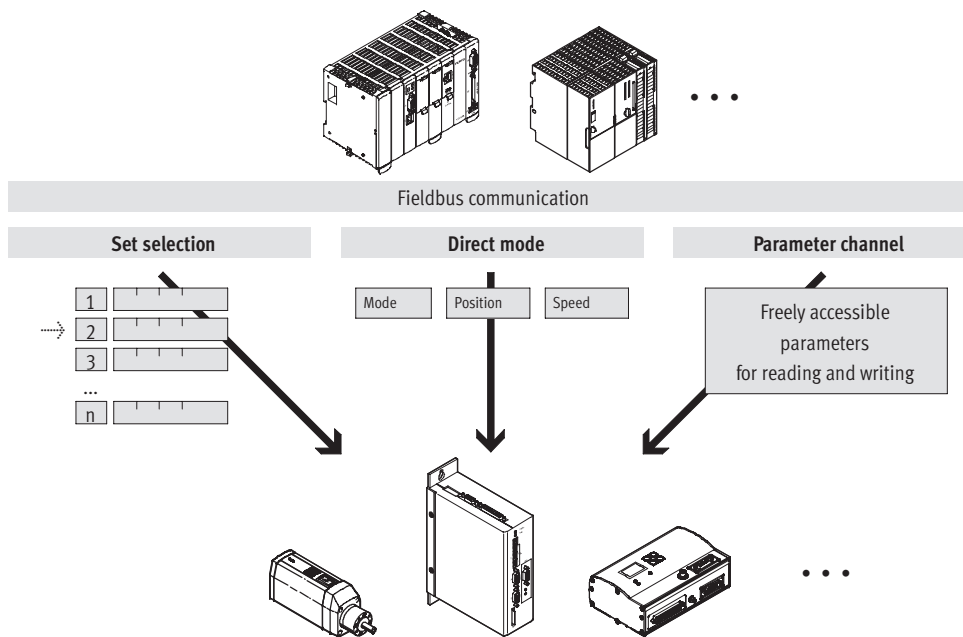 • • •
Fieldbus communication
Set selection
Direct mode
Parameter channel
1
2
3
...
n
Mode
Position
Speed
Freely accessible
parameters
for reading and writing
• • •